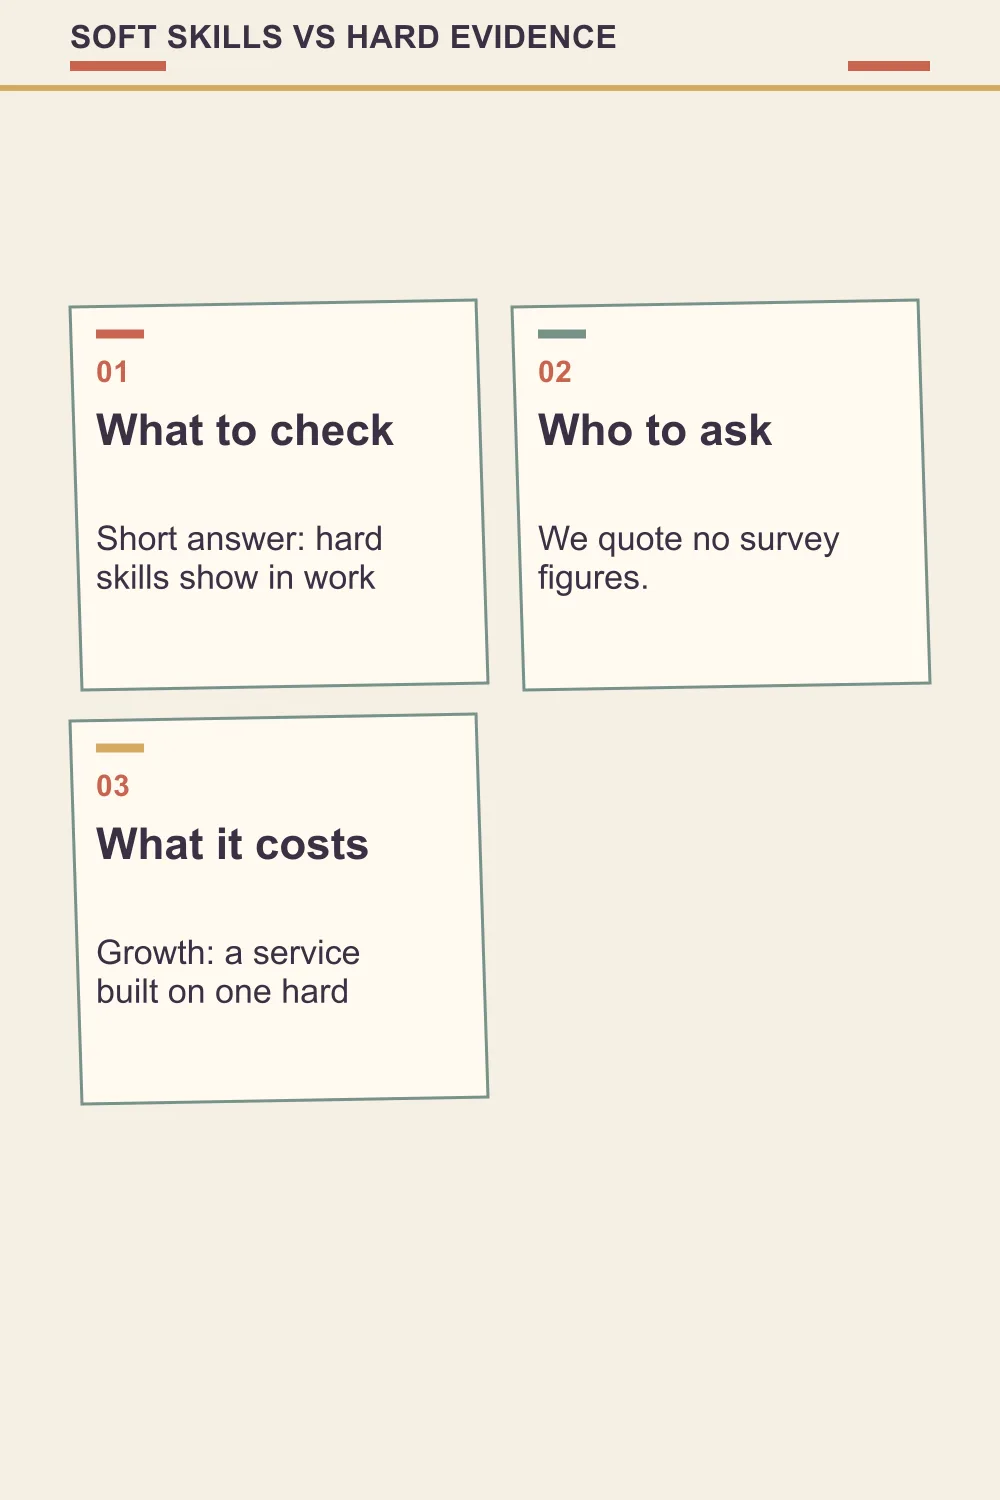 SOFT SKILLS VS HARD EVIDENCE
01
What to check
Short answer: hard
skills show in work
02
Who to ask
We quote no survey
figures.
03
What it costs
Growth: a service
built on one hard